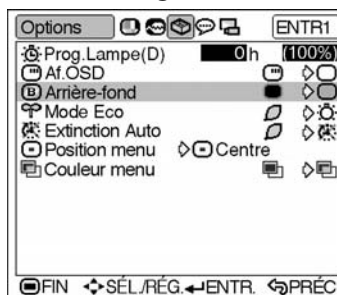 Options ENTR1
Prog.Lampe(D) 0 h (100%)
Af.OSD
B Arrière-fond
Mode Eco
Extinction Auto
Position menu Centre
Couleur menu
FIN SÉL./RÉG. ENTR. PRÉC